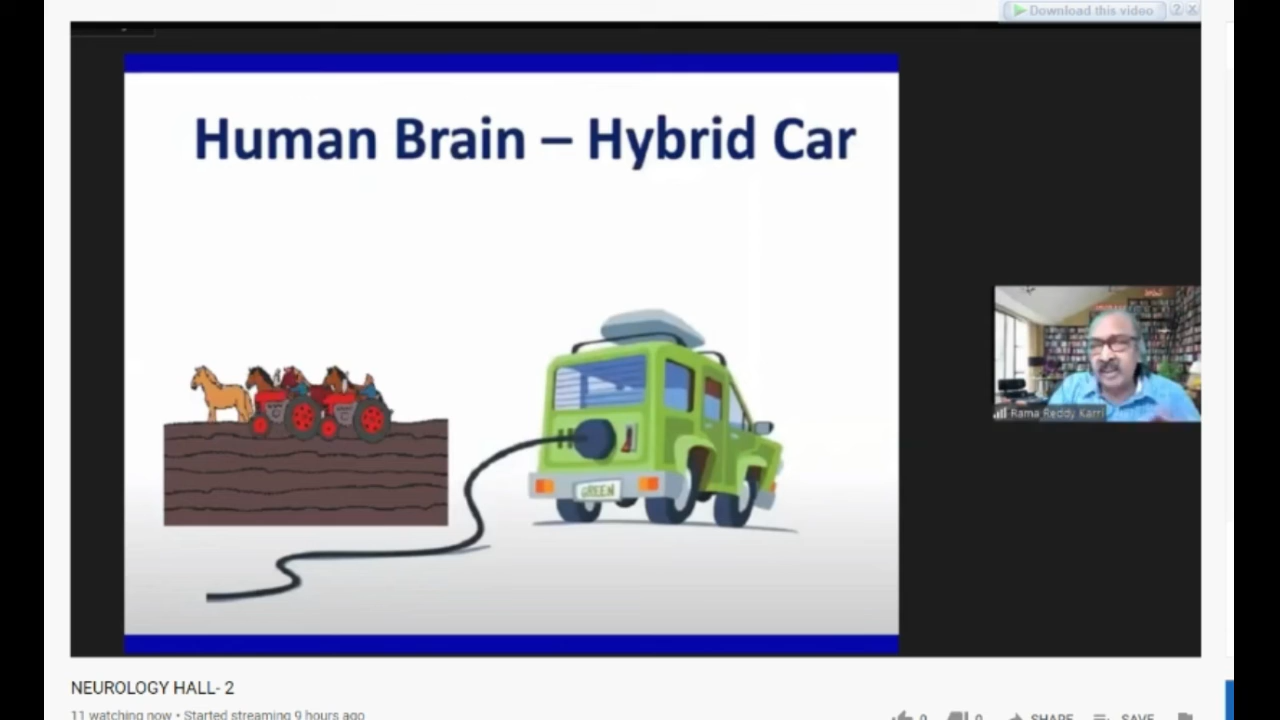 Download this video ? X
Human Brain – Hybrid Car
GREEN
Rama Reddy Karri
NEUROLOGY HALL- 2
11 watching now • Started streaming 9 hours ago
0 0 SHARE SAVE